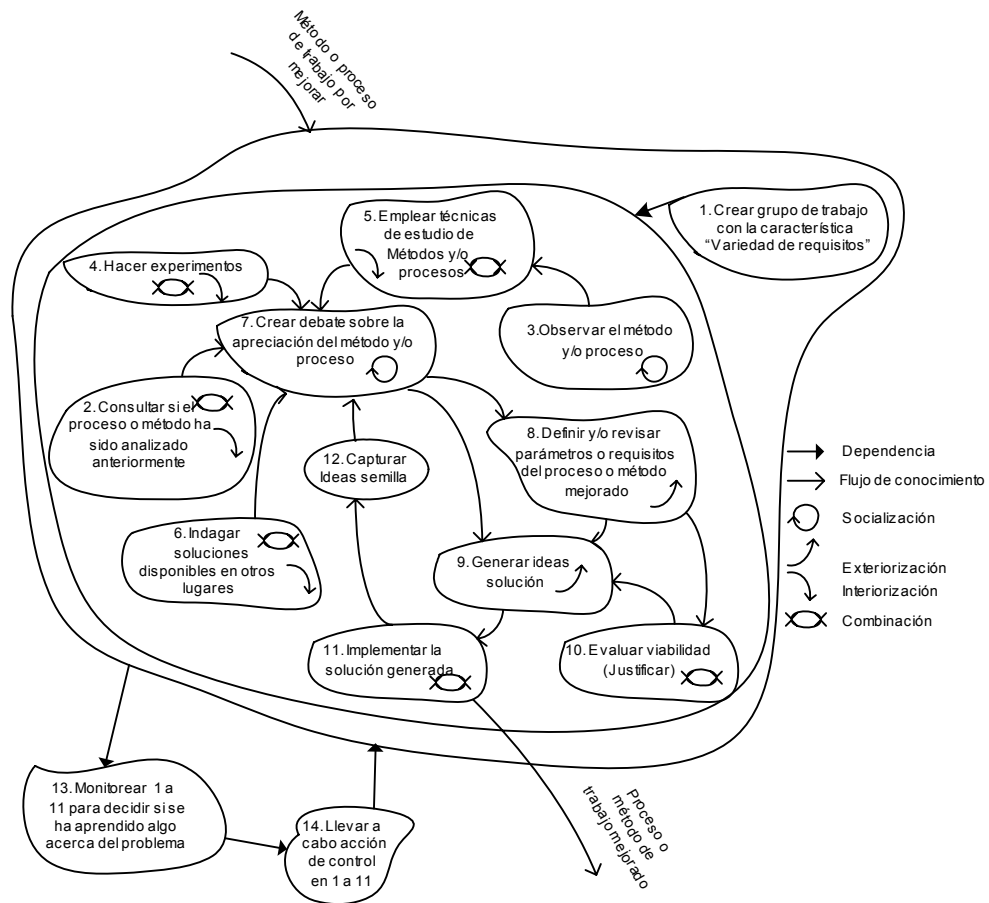 Método o proceso
de trabajo por
mejorar
1.Crear grupo de trabajo
con la característica
“Variedad de requisitos”
5.Emplear técnicas
de estudio de
Métodos y/o
procesos
4.Hacer experimentos
7.Crear debate sobre la
apreciación del método y/o
proceso
3.Observar el método
y/o proceso
2.Consultar si el
proceso o método ha
sido analizado
anteriormente
12.Capturar
Ideas semilla
8.Definir y/o revisar
parámetros o requisitos
del proceso o método
mejorado
6.Indagar
soluciones
disponibles en otros
lugares
9.Generar ideas
solución
11.Implementar la
solución generada
10.Evaluar viabilidad
(Justificar)
Dependencia
Flujo de conocimiento
Socialización
Exteriorización
Interiorización
Combinación
13.Monitorear 1 a
11 para decidir si se
ha aprendido algo
acerca del problema
14.Llevar a
cabo acción
de control
en 1 a 11
Proceso o
método de
trabajo mejorado